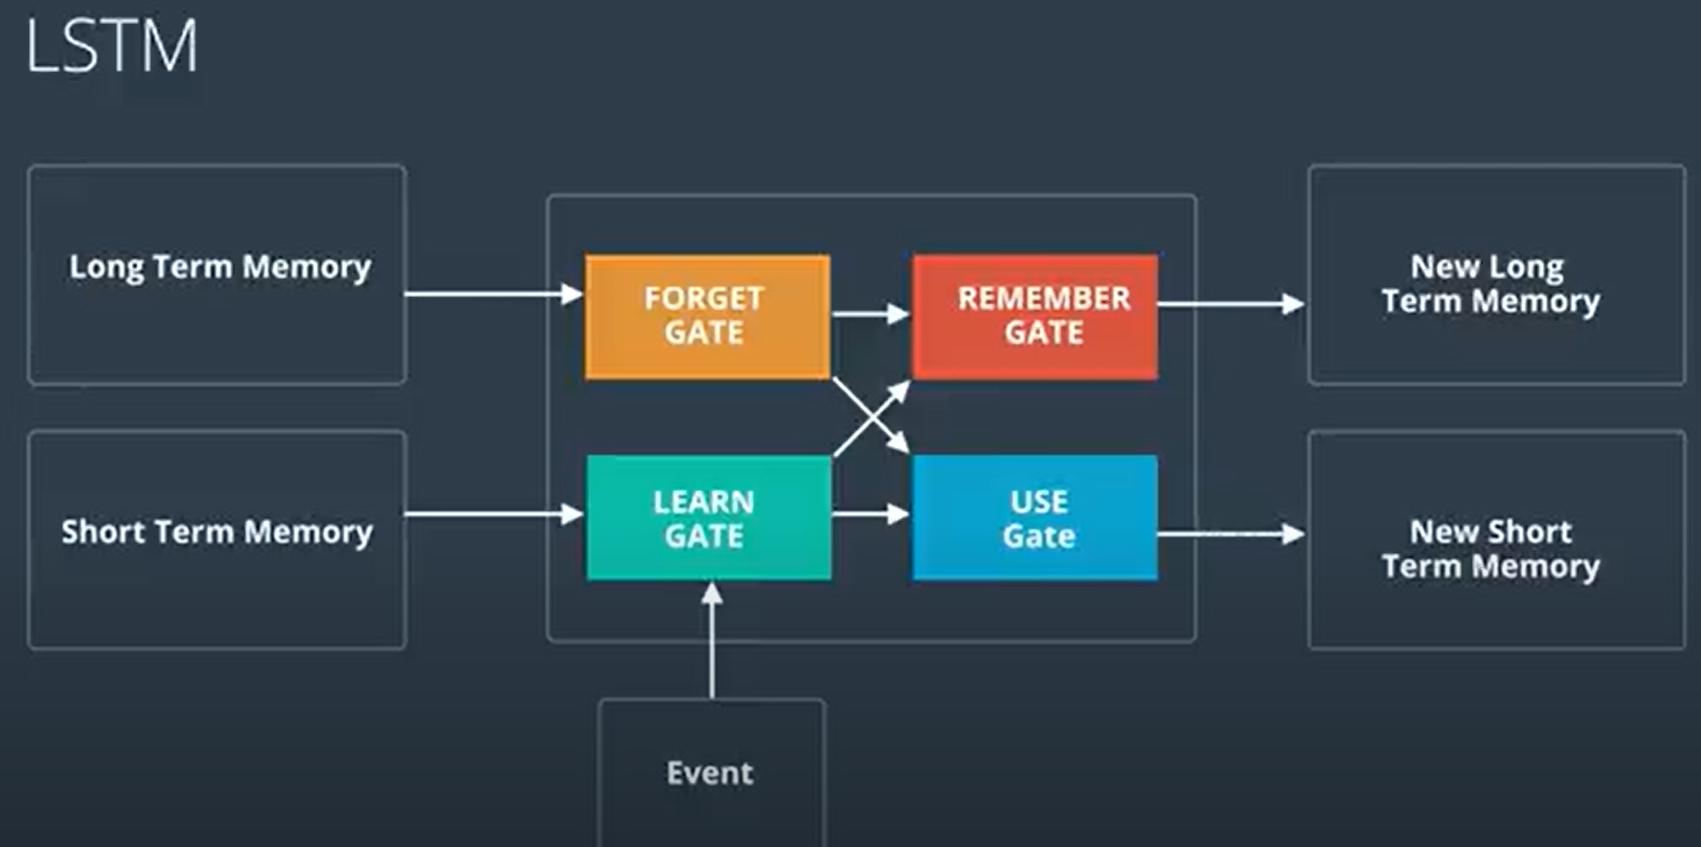 LSTM
Long Term Memory
FORGET
GATE
REMEMBER
GATE
New Long
Term Memory
Short Term Memory
LEARN
GATE
USE
Gate
New Short
Term Memory
Event